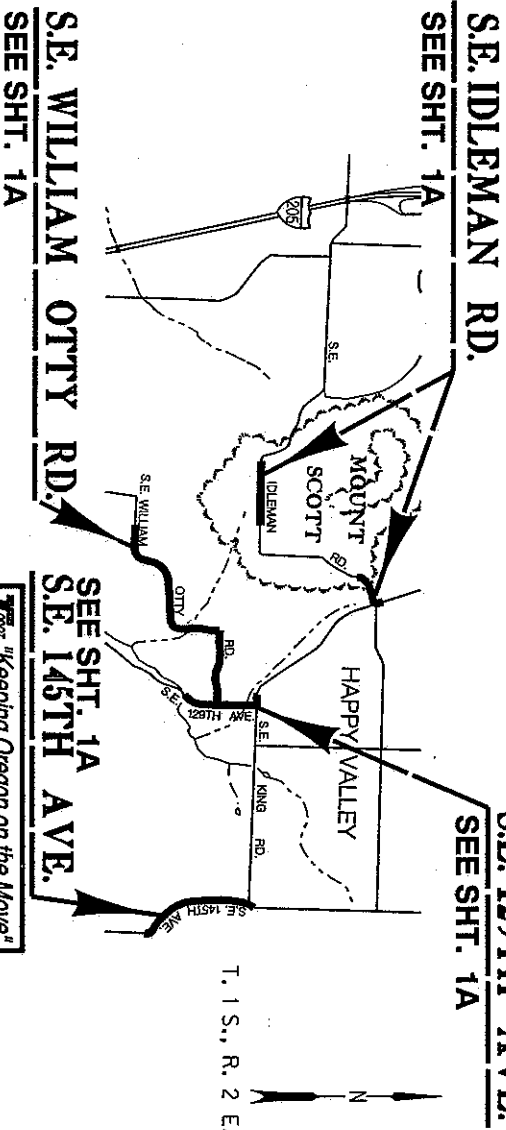 S.E. IDLEMAN RD.
SEE SHT. 1A
205
S.E.
IDLEMAN
RD.
MOUNT
SCOTT
HAPPY VALLEY
S.E. WILLIAM
OTTY
RD.
S.E.
129TH AVE.
S.E.
KING
RD.
S.E. 145TH
AVE.
SEE SHT. 1A
S.E. WILLIAM OTTY RD.
SEE SHT. 1A
SEE SHT. 1A
S.E. 145TH AVE.
"Keeping Oregon on the Move"
T. 1 S., R. 2 E.
N